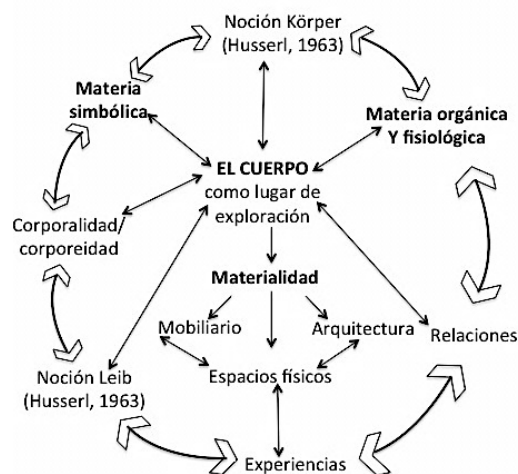 Noción Körper
(Husserl, 1963)
Materia
simbólica
Materia orgánica
Y fisiológica
EL CUERPO
como lugar de
exploración
Corporalidad/
corporeidad
Materialidad
Mobiliario
Arquitectura
Relaciones
Espacios físicos
Noción Leib
(Husserl, 1963)
Experiencias